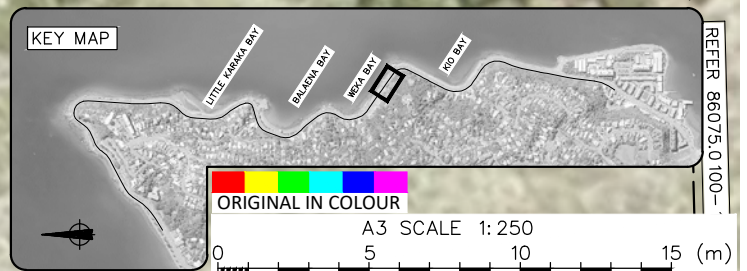 KEY MAP
LITTLE KARAKA BAY
BALAENA BAY
WEKA BAY
KIO BAY
REFER 86075.0100-
ORIGINAL IN COLOUR
A3 SCALE 1:250
0 5 10 15 (m)